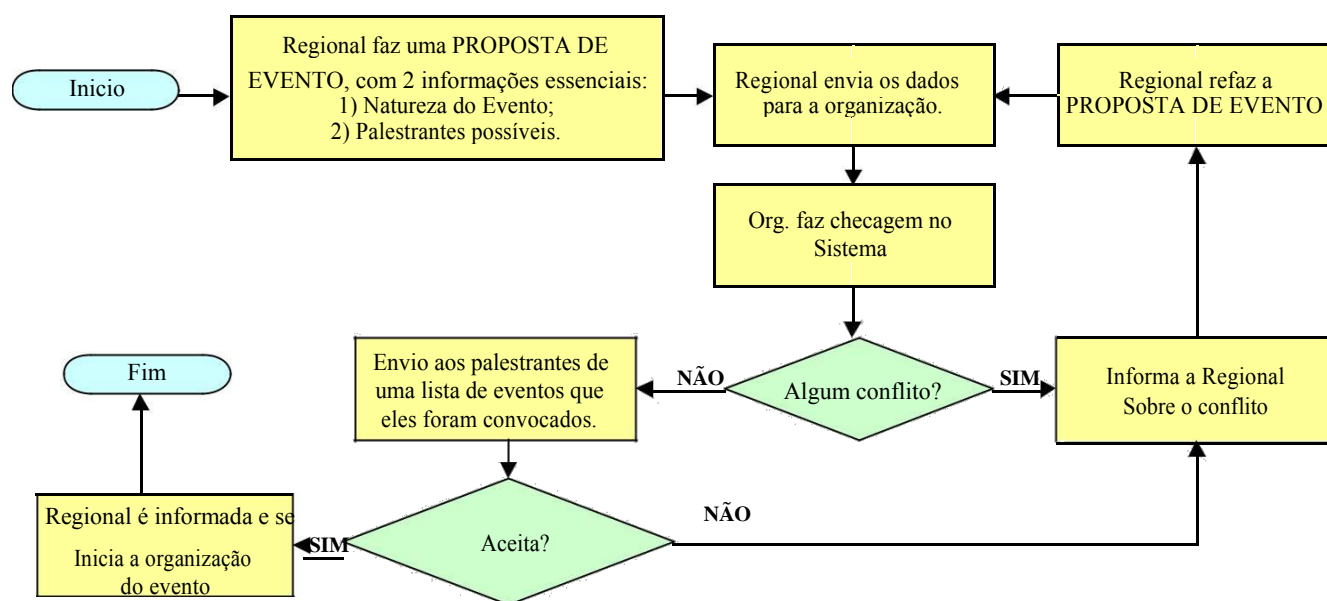 Inicio
Regional faz uma PROPOSTA DE
EVENTO, com 2 informações essenciais:
1) Natureza do Evento;
2) Palestrantes possíveis.
Regional envia os dados
para a organização.
Regional refaz a
PROPOSTA DE EVENTO
Org. faz checagem no
Sistema
Algum conflito?
NÃO
SIM
Envio aos palestrantes de
uma lista de eventos que
eles foram convocados.
Informa a Regional
Sobre o conflito
Fim
Aceita?
NÃO
SIM
Regional é informada e se
Inicia a organização
do evento